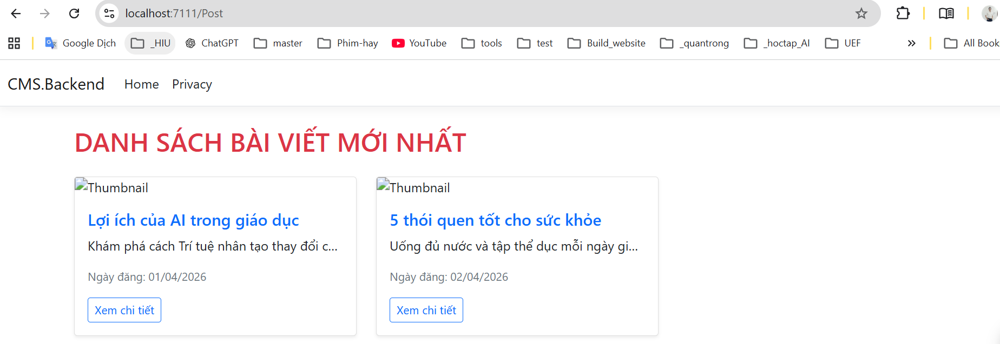 localhost:7111/Post
Google Dịch _HIU ChatGPT master Phim-hay YouTube tools test Build_website _quantrong _hoctap_AI UEF » All Book
CMS.Backend Home Privacy
DANH SÁCH BÀI VIẾT MỚI NHẤT
Thumbnail
Lợi ích của AI trong giáo dục
Khám phá cách Trí tuệ nhân tạo thay đổi c...
Ngày đăng: 01/04/2026
Xem chi tiết
Thumbnail
5 thói quen tốt cho sức khỏe
Uống đủ nước và tập thể dục mỗi ngày gi...
Ngày đăng: 02/04/2026
Xem chi tiết